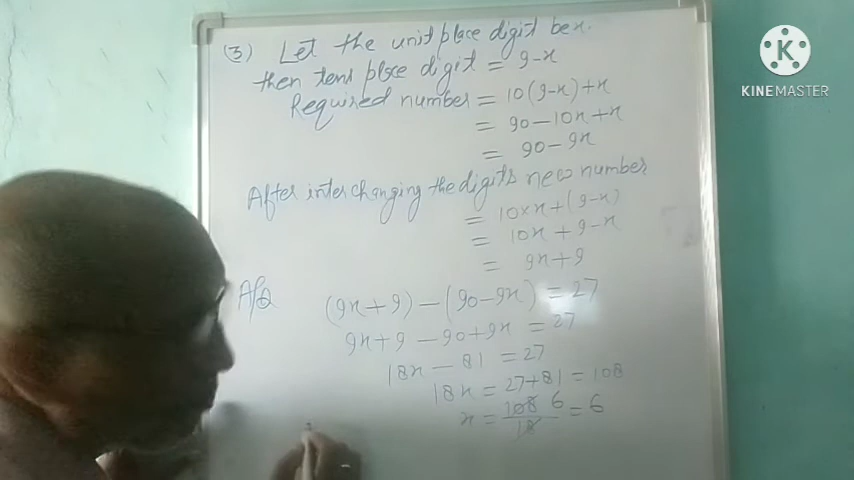 (3) Let the unit place digit be x.
then tens place digit = 9-x
Required number = 10(9-x)+x
= 90-10x+x
= 90-9x
After interchanging the digits new number
= 10×x+(9-x)
= 10x+9-x
= 9x+9
A/Q (9x+9)-(90-9x)=27
9x+9-90+9x=27
18x-81=27
18x=27+81=108
x=108/18 6=6
K
KINEMASTER